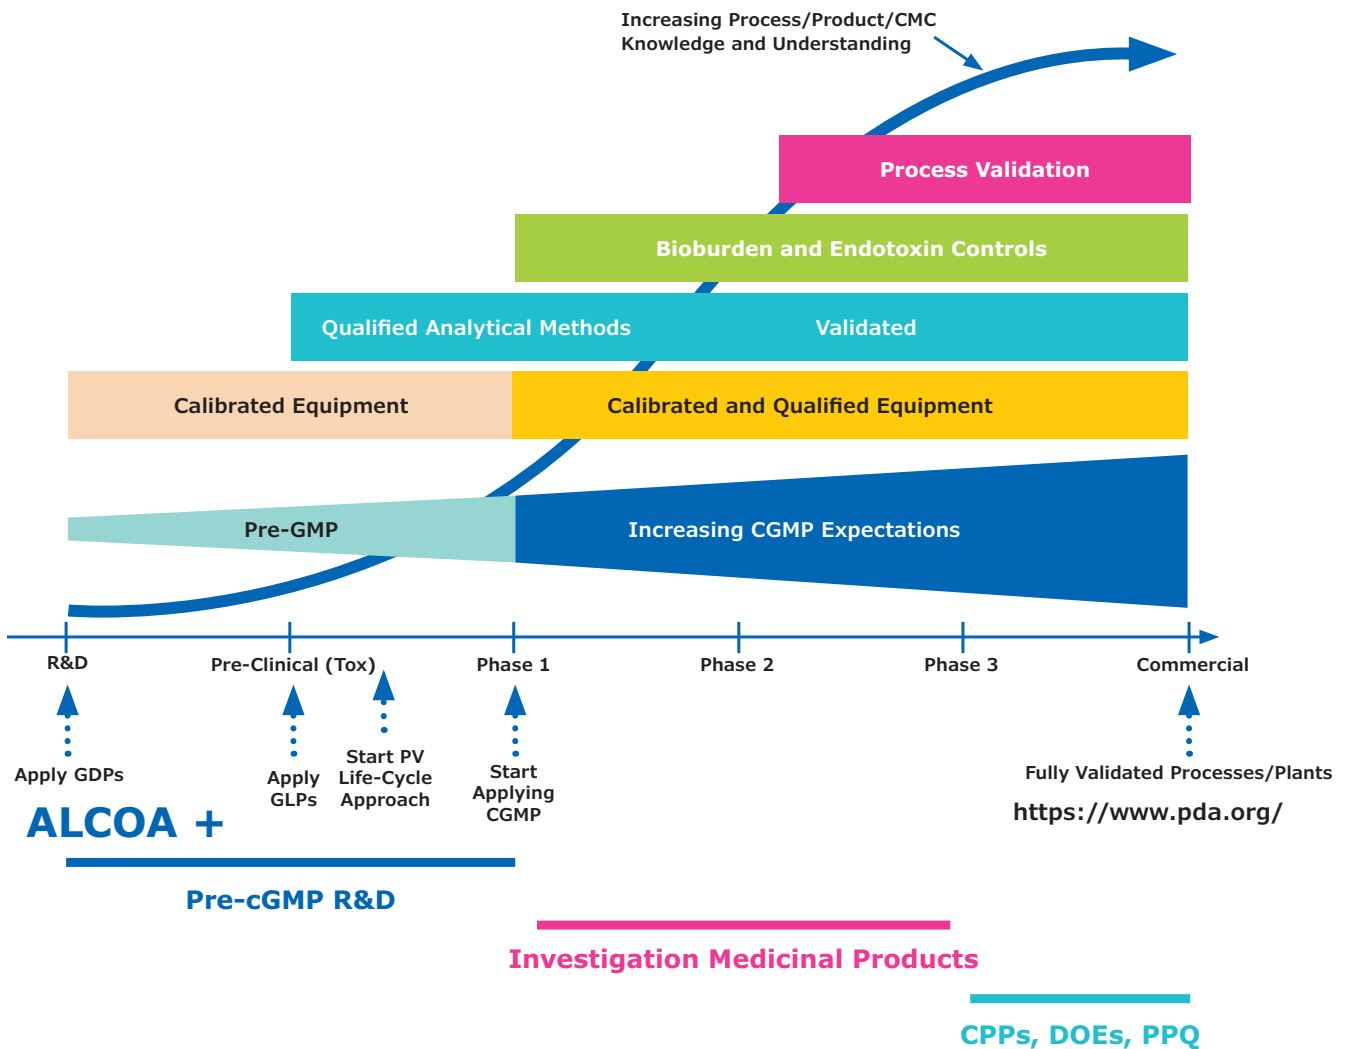 Increasing Process/Product/CMC
Knowledge and Understanding
Process Validation
Bioburden and Endotoxin Controls
Qualified Analytical Methods
Validated
Calibrated Equipment
Calibrated and Qualified Equipment
Pre-GMP
Increasing CGMP Expectations
R&D
Pre-Clinical (Tox)
Phase 1
Phase 2
Phase 3
Commercial
Apply GDPs
Apply
GLPs
Start PV
Life-Cycle
Approach
Start
Applying
CGMP
Fully Validated Processes/Plants
https://www.pda.org/
ALCOA +
Pre-cGMP R&D
Investigation Medicinal Products
CPPs, DOEs, PPQ